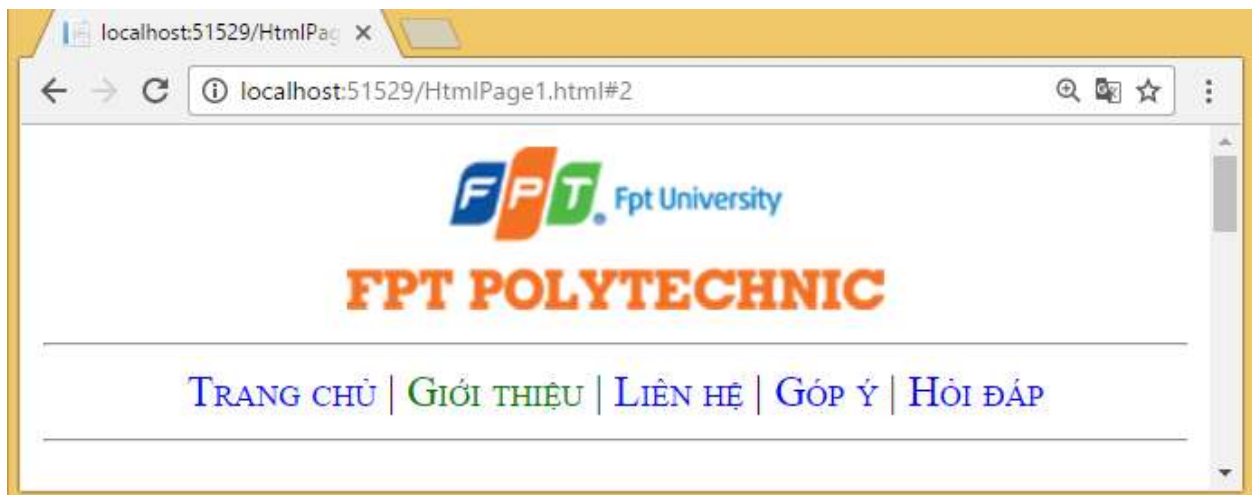 localhost:51529/HtmlPag
localhost:51529/HtmlPage1.html#2
FPT Fpt University
FPT POLYTECHNIC
Trang chủ | Giới thiệu | Liên hệ | Góp ý | Hỏi đáp